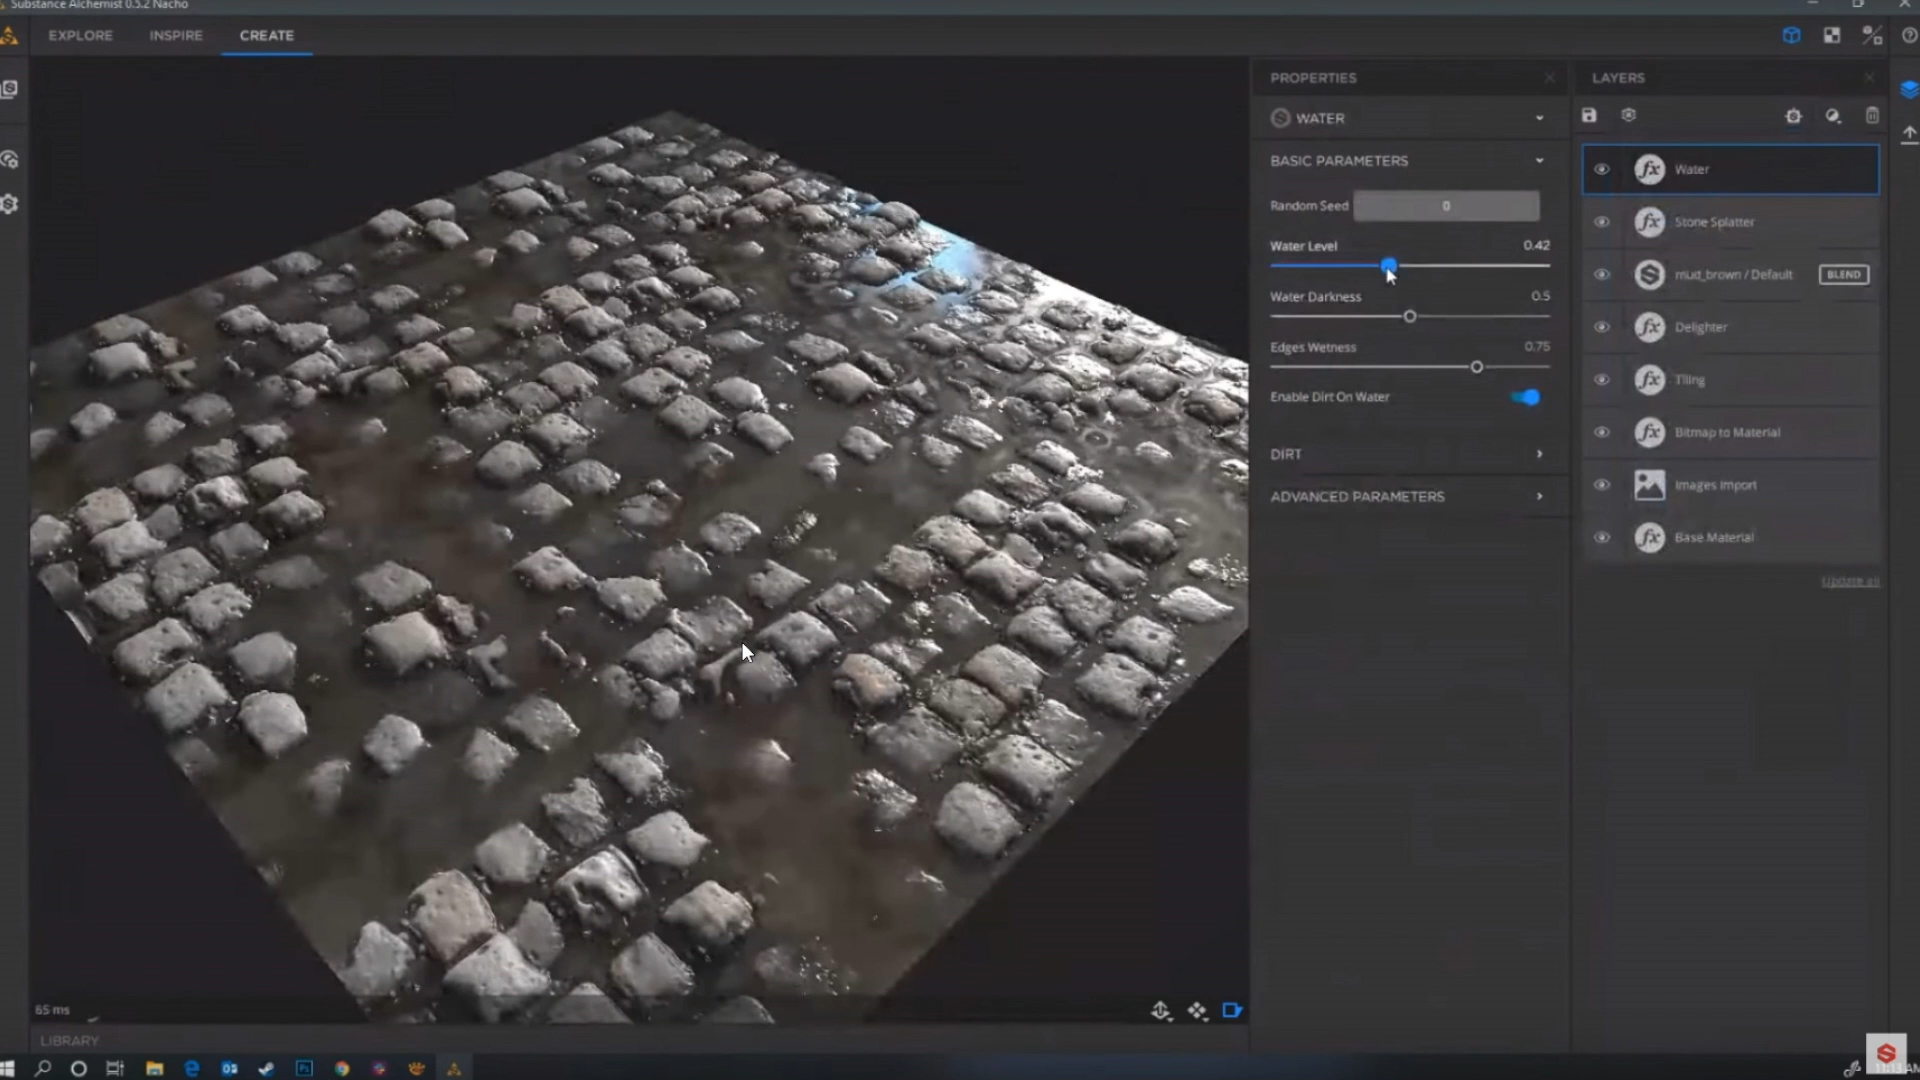 Substance Alchemist 0.5.2 Nacho
EXPLORE
INSPIRE
CREATE
PROPERTIES
WATER
BASIC PARAMETERS
Random Seed
0
Water Level
0.42
Water Darkness
0.5
Edges Wetness
0.75
Enable Dirt On Water
DIRT
ADVANCED PARAMETERS
LAYERS
Water
Stone Splatter
mud_brown / Default
BLEND
Delighter
Tiling
Bitmap to Material
Images Import
Base Material
Update all
65 ms
LIBRARY